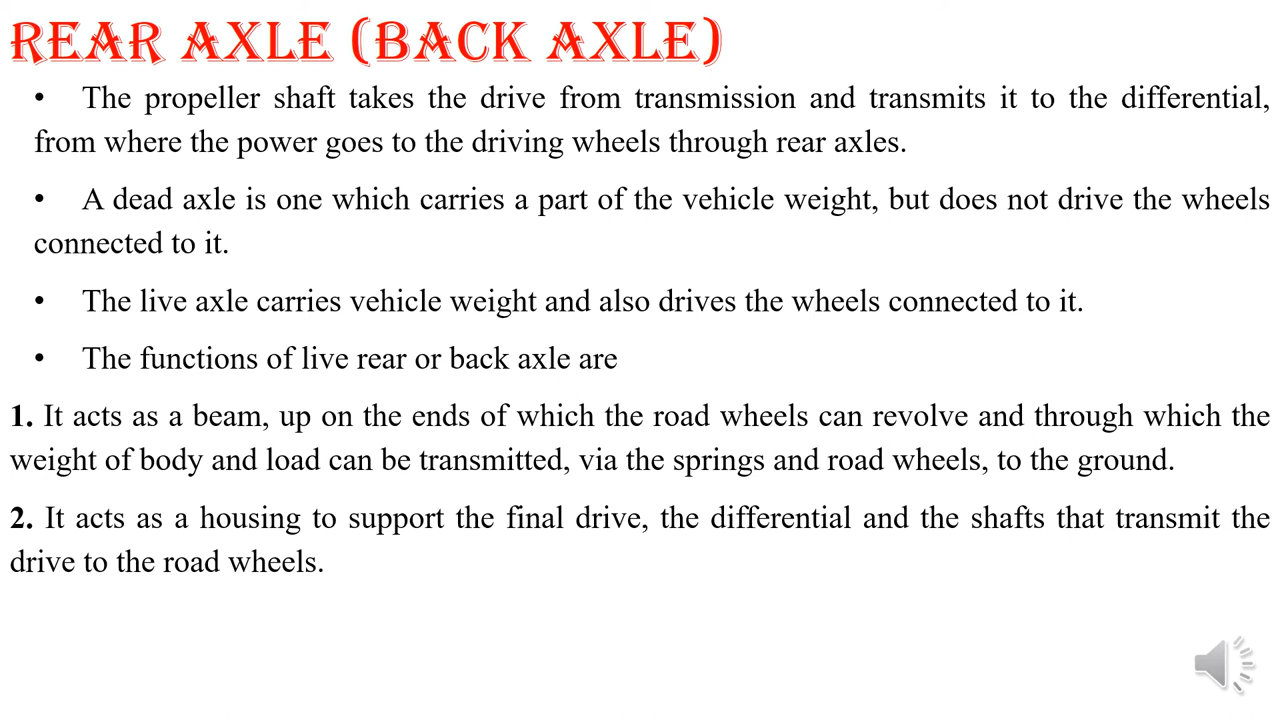 REAR AXLE (BACK AXLE)
• The propeller shaft takes the drive from transmission and transmits it to the differential,
from where the power goes to the driving wheels through rear axles.
• A dead axle is one which carries a part of the vehicle weight, but does not drive the wheels
connected to it.
• The live axle carries vehicle weight and also drives the wheels connected to it.
• The functions of live rear or back axle are
1. It acts as a beam, up on the ends of which the road wheels can revolve and through which the
weight of body and load can be transmitted, via the springs and road wheels, to the ground.
2. It acts as a housing to support the final drive, the differential and the shafts that transmit the
drive to the road wheels.